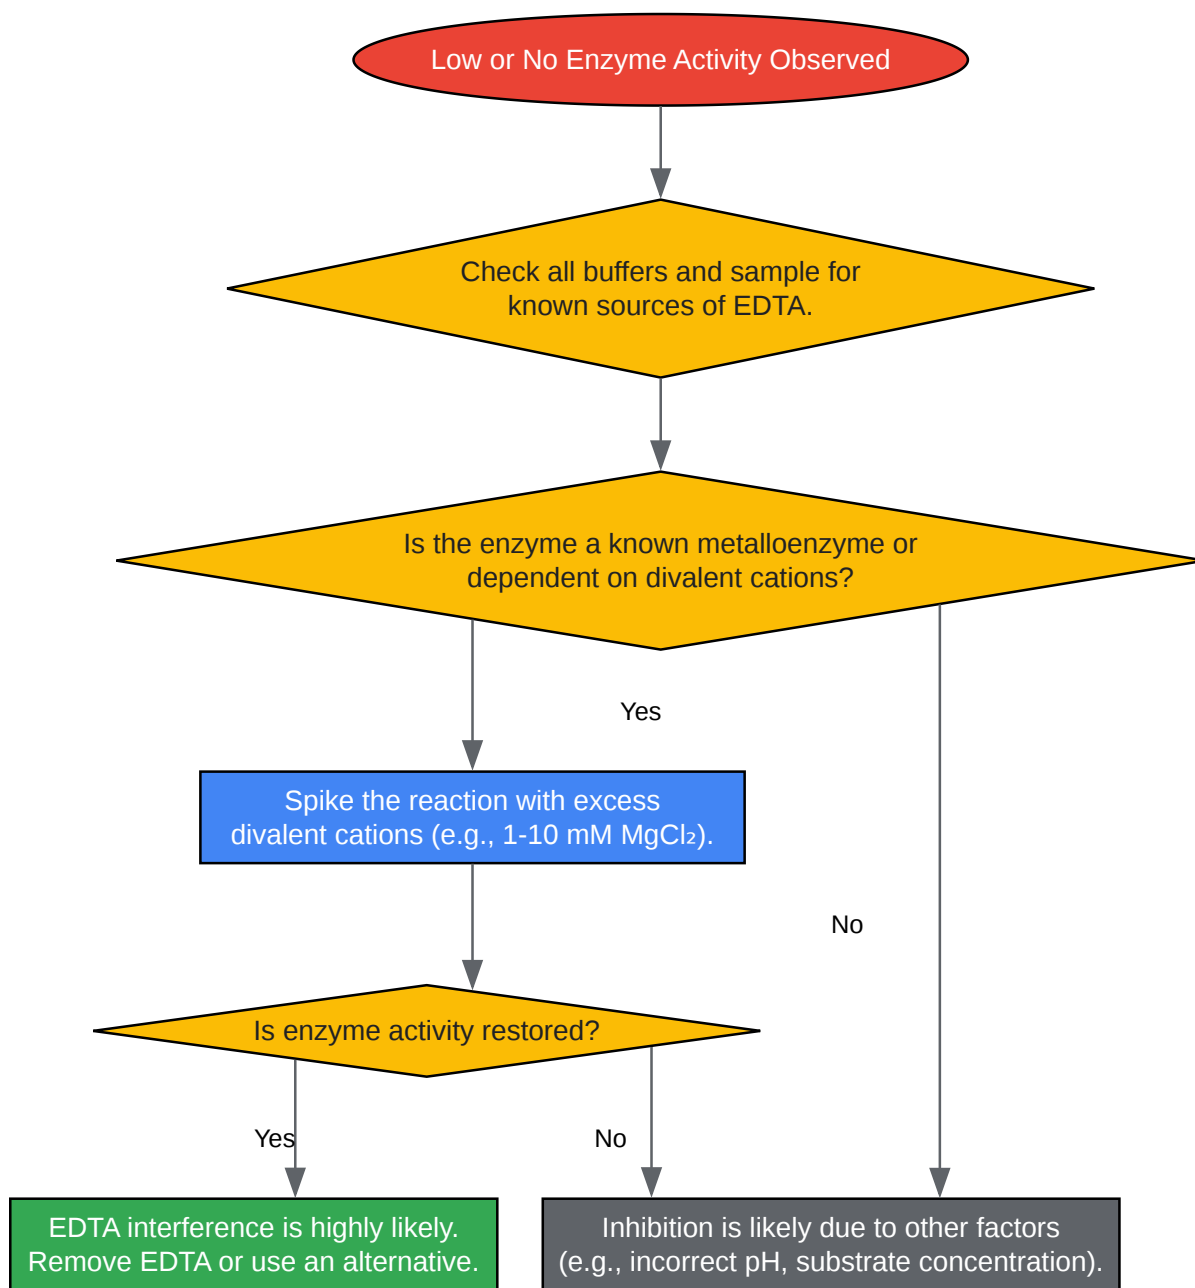 Low or No Enzyme Activity Observed
Check all buffers and sample for
known sources of EDTA.
Is the enzyme a known metalloenzyme or
dependent on divalent cations?
Yes
Spike the reaction with excess
divalent cations (e.g., 1-10 mM MgCl₂).
No
Is enzyme activity restored?
Yes
No
EDTA interference is highly likely.
Remove EDTA or use an alternative.
Inhibition is likely due to other factors
(e.g., incorrect pH, substrate concentration).